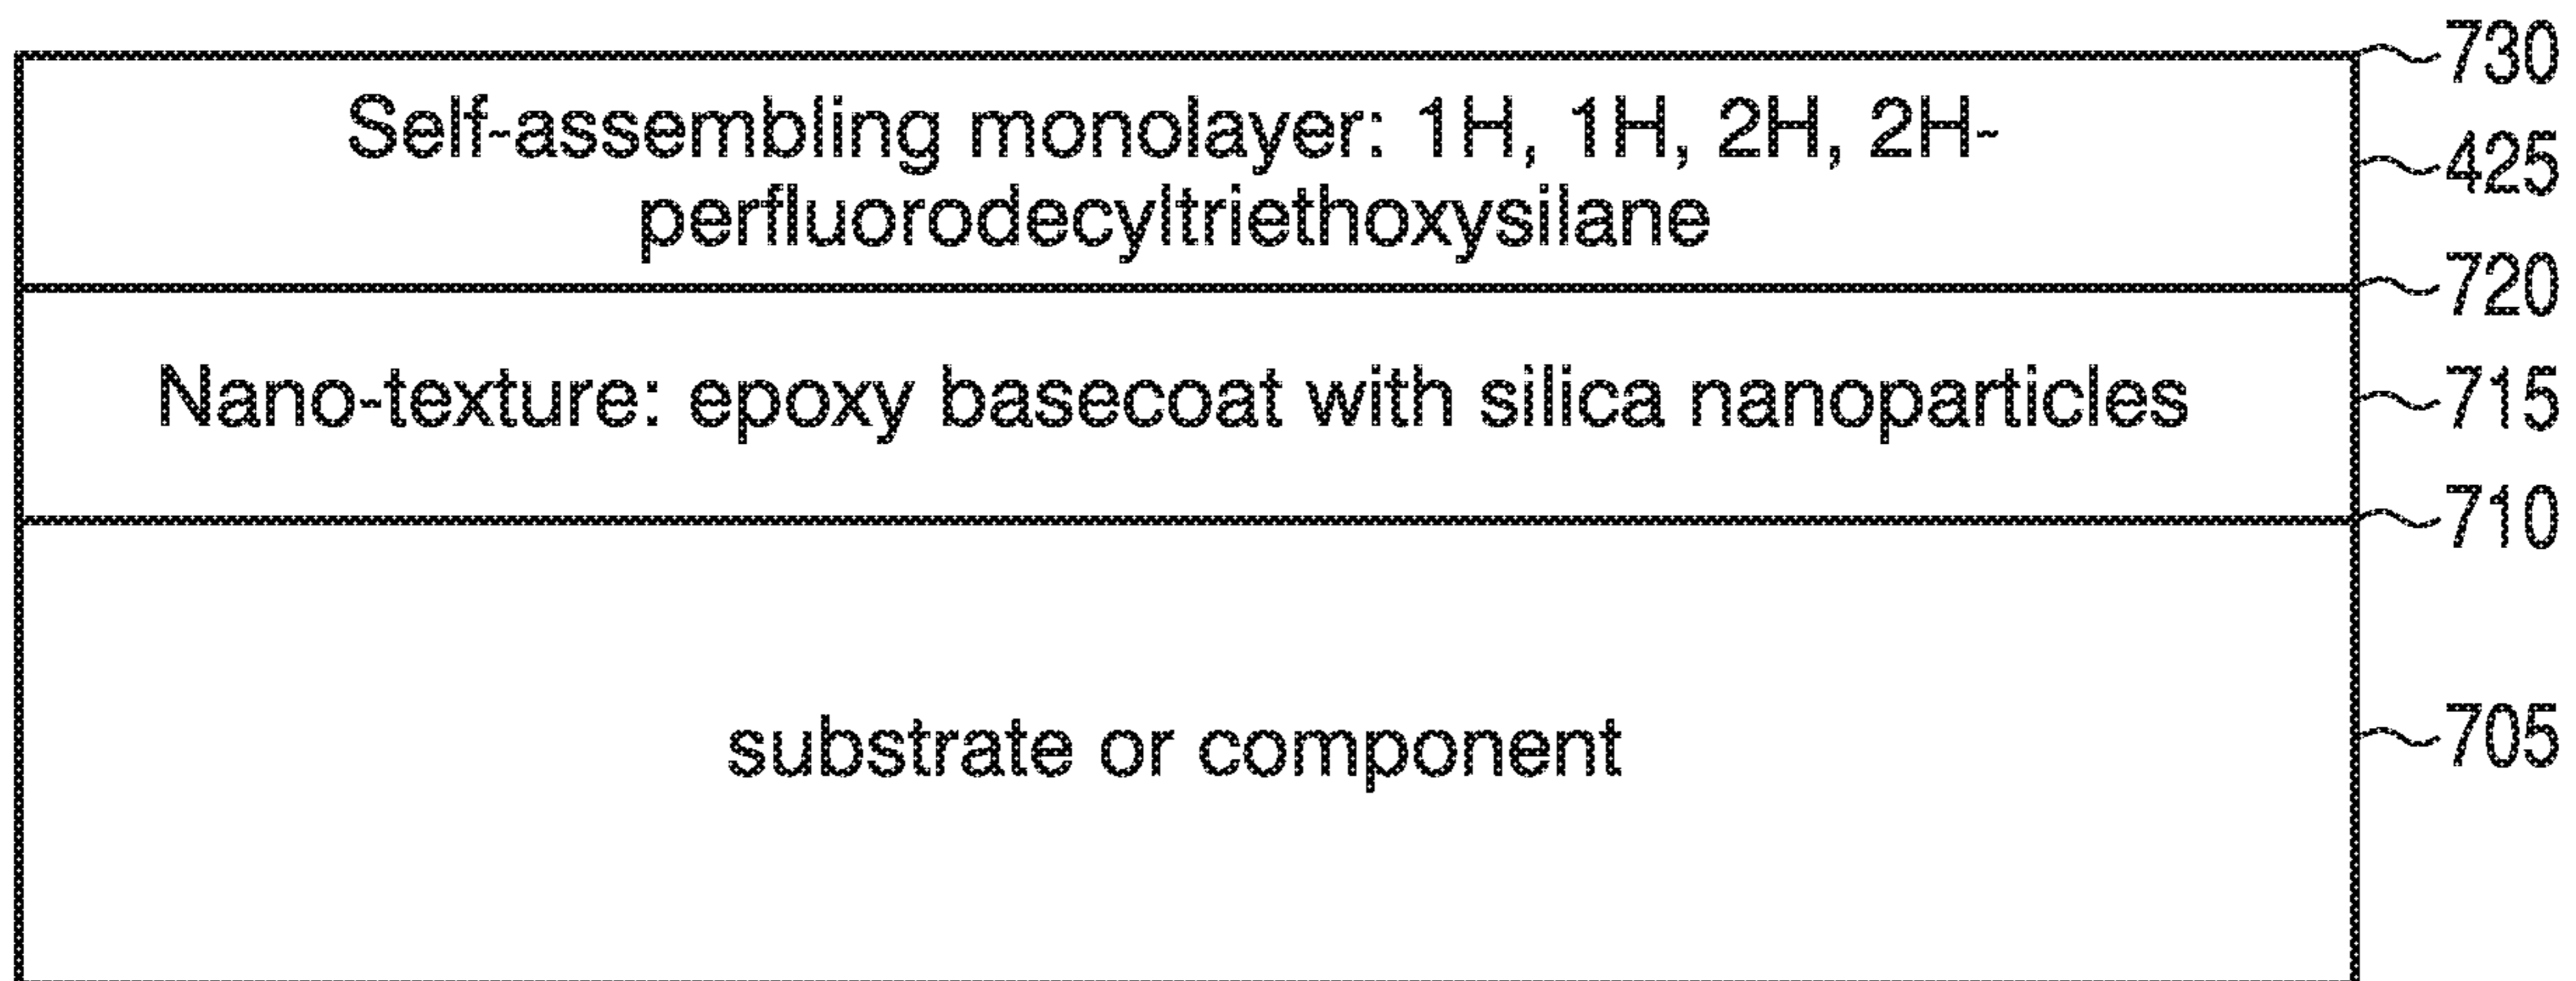 730
Self-assembling monolayer: 1H, 1H, 2H, 2H-
425
perfluorodecyltriethoxysilane
720
Nano-texture: epoxy basecoat with silica nanoparticles
715
710
substrate or component
705